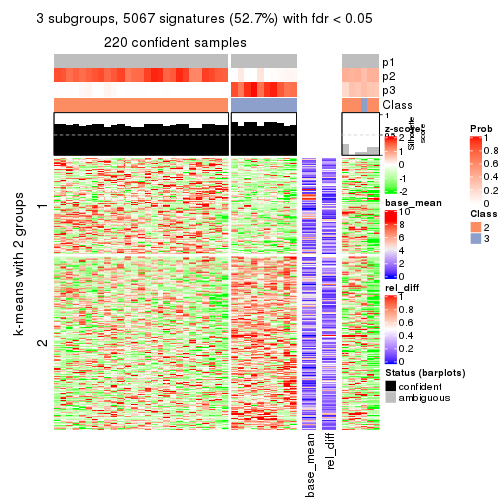 3 subgroups, 5067 signatures (52.7%) with fdr < 0.05
220 confident samples
p1
p2
p3
Class
1
Silhouette
score
z-score
2
1
0
-1
-2
Prob
1
0.8
0.6
0.4
0.2
0
base_mean
10
8
6
4
2
0
Class
2
3
rel_diff
1
0.8
0.6
0.4
0.2
0
Status (barplots)
confident
ambiguous
k-means with 2 groups
1
2
base_mean
rel_diff